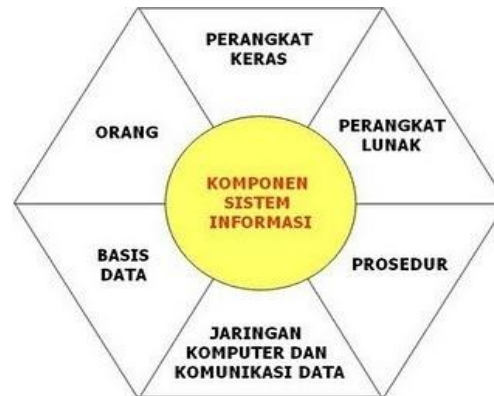 PERANGKAT
KERAS
ORANG
PERANGKAT
LUNAK
KOMPONEN
SISTEM
INFORMASI
BASIS
DATA
PROSEDUR
JARINGAN
KOMPUTER DAN
KOMUNIKASI DATA